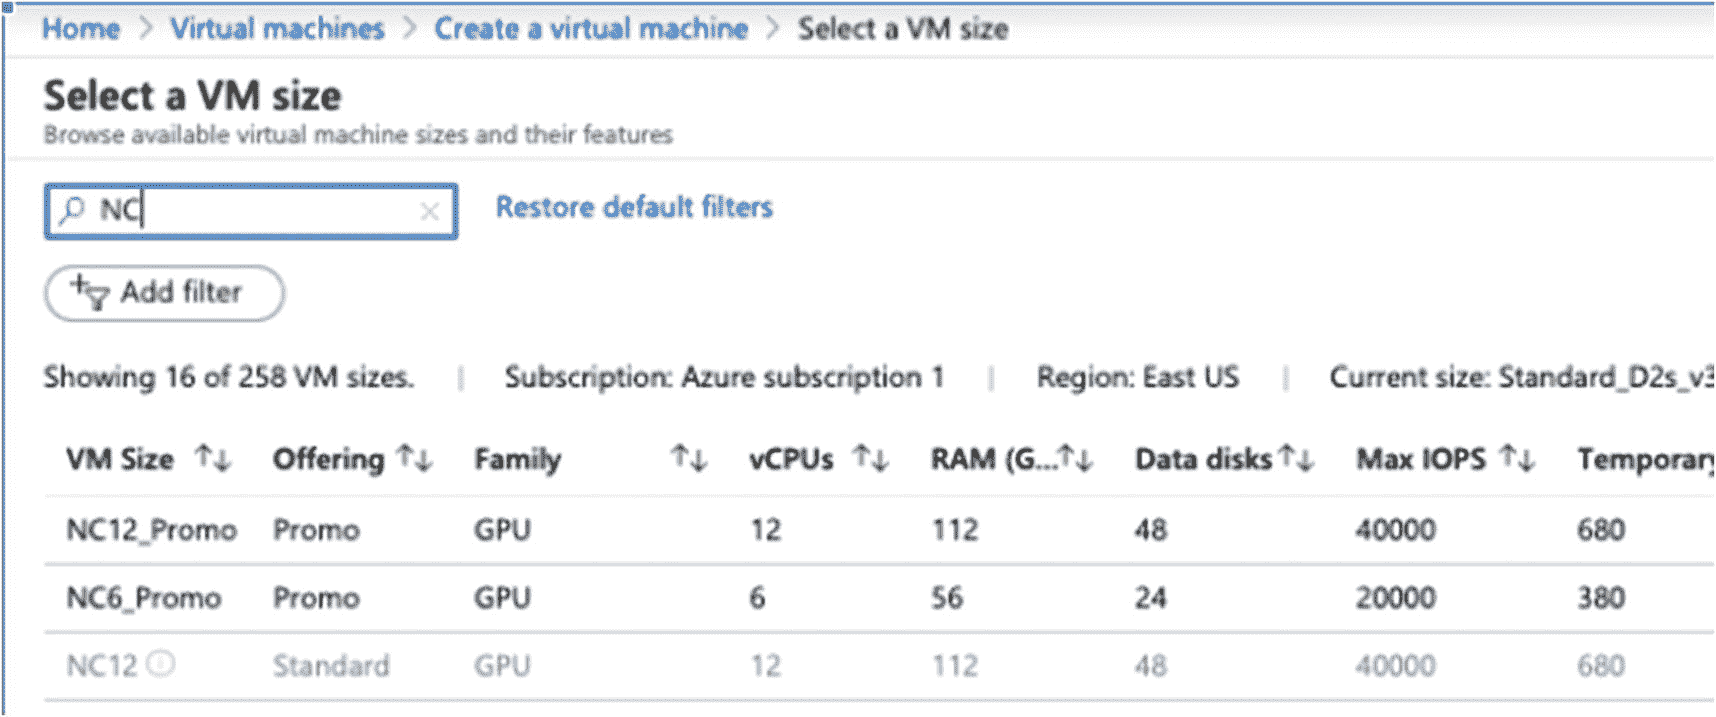 Home > Virtual machines > Create a virtual machine > Select a VM size
Select a VM size
Browse available virtual machine sizes and their features
NC
Restore default filters
Add filter
Showing 16 of 258 VM sizes. | Subscription: Azure subscription 1 | Region: East US | Current size: Standard_D2s_v3
VM Size Offering Family vCPUs RAM (G... Data disks Max IOPS Temporary
NC12_Promo Promo GPU 12 112 48 40000 680
NC6_Promo Promo GPU 6 56 24 20000 380
NC12 Standard GPU 12 112 48 40000 680